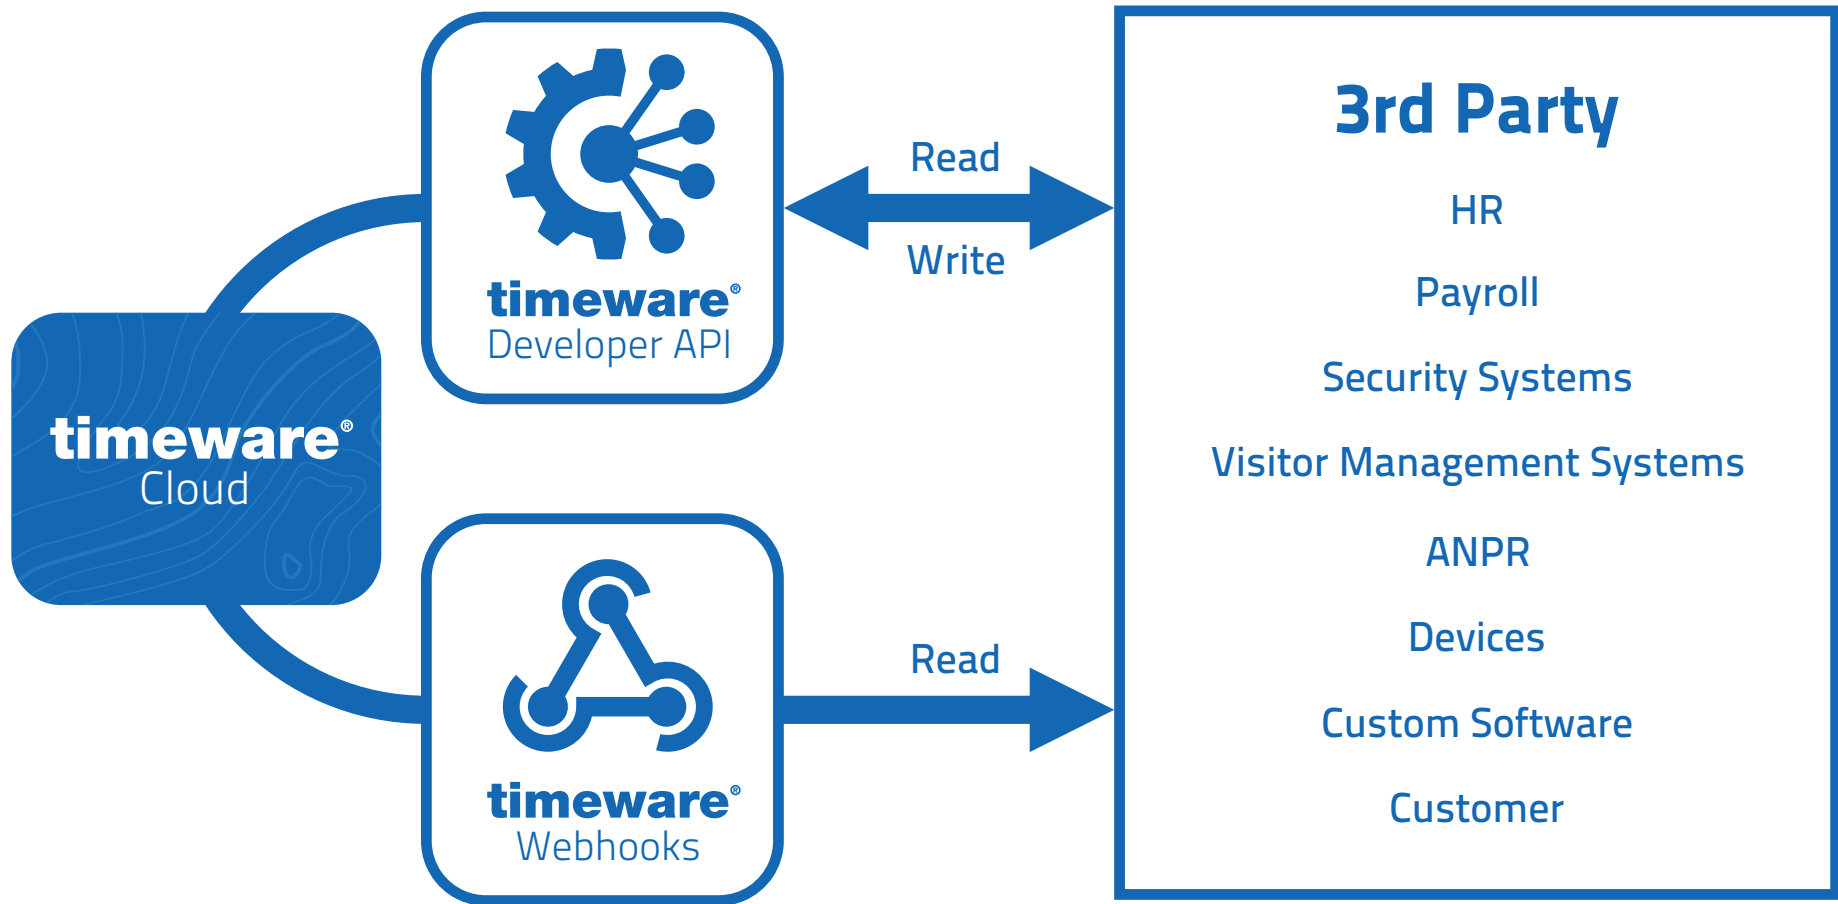 timeware®
Cloud
timeware®
Developer API
timeware®
Webhooks
Read
Write
Read
3rd Party
HR
Payroll
Security Systems
Visitor Management Systems
ANPR
Devices
Custom Software
Customer